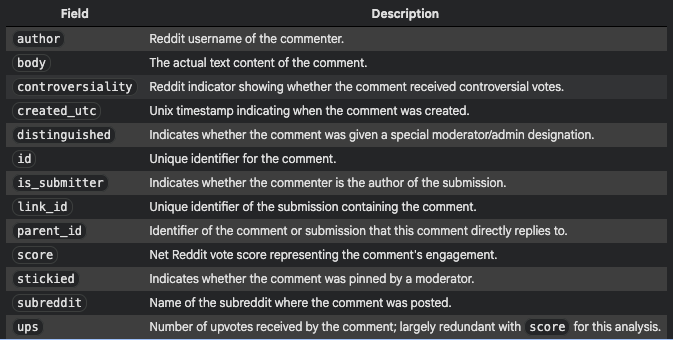 Field Description
author Reddit username of the commenter.
body The actual text content of the comment.
controversiality Reddit indicator showing whether the comment received controversial votes.
created_utc Unix timestamp indicating when the comment was created.
distinguished Indicates whether the comment was given a special moderator/admin designation.
id Unique identifier for the comment.
is_submitter Indicates whether the commenter is the author of the submission.
link_id Unique identifier of the submission containing the comment.
parent_id Identifier of the comment or submission that this comment directly replies to.
score Net Reddit vote score representing the comment's engagement.
stickied Indicates whether the comment was pinned by a moderator.
subreddit Name of the subreddit where the comment was posted.
ups Number of upvotes received by the comment; largely redundant with score for this analysis.